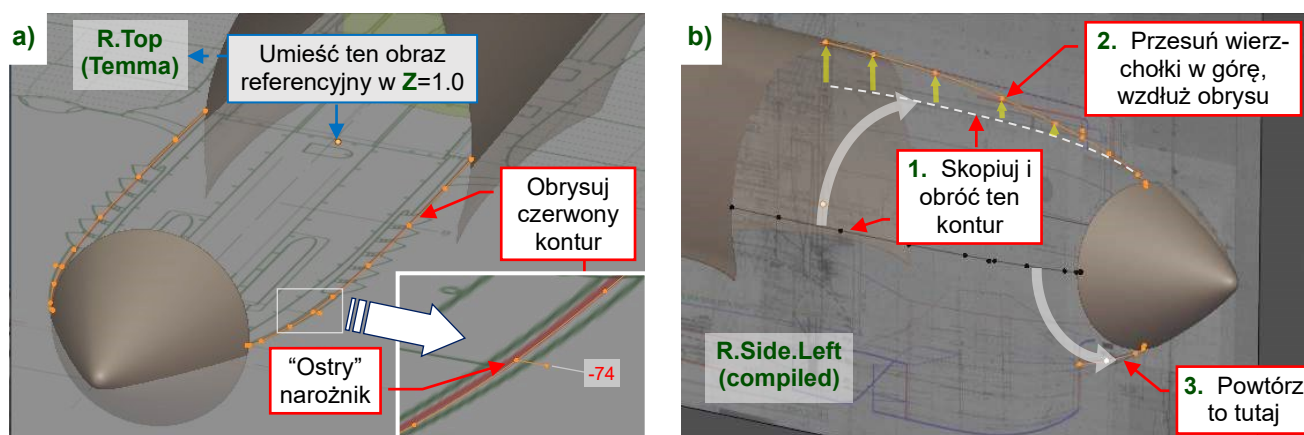 a)
R.Top
(Temma)
Umieść ten obraz
referencyjny w Z=1.0
Obrysuj
czerwony
kontur
“Ostry”
narożnik
-74
b)
2. Przesuń wierz-
chołki w górę,
wzdłuż obrysu
1. Skopiuj i
obróć ten
kontur
R.Side.Left
(compiled)
3. Powtórz
to tutaj